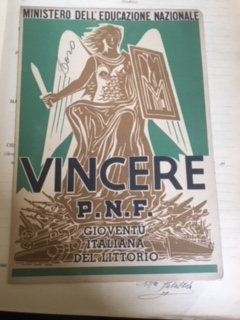 MINISTERO DELL'EDUCAZIONE NAZIONALE
M
VINCERE
P.N.F.
GIOVENTÙ
ITALIANA
DEL LITTORIO